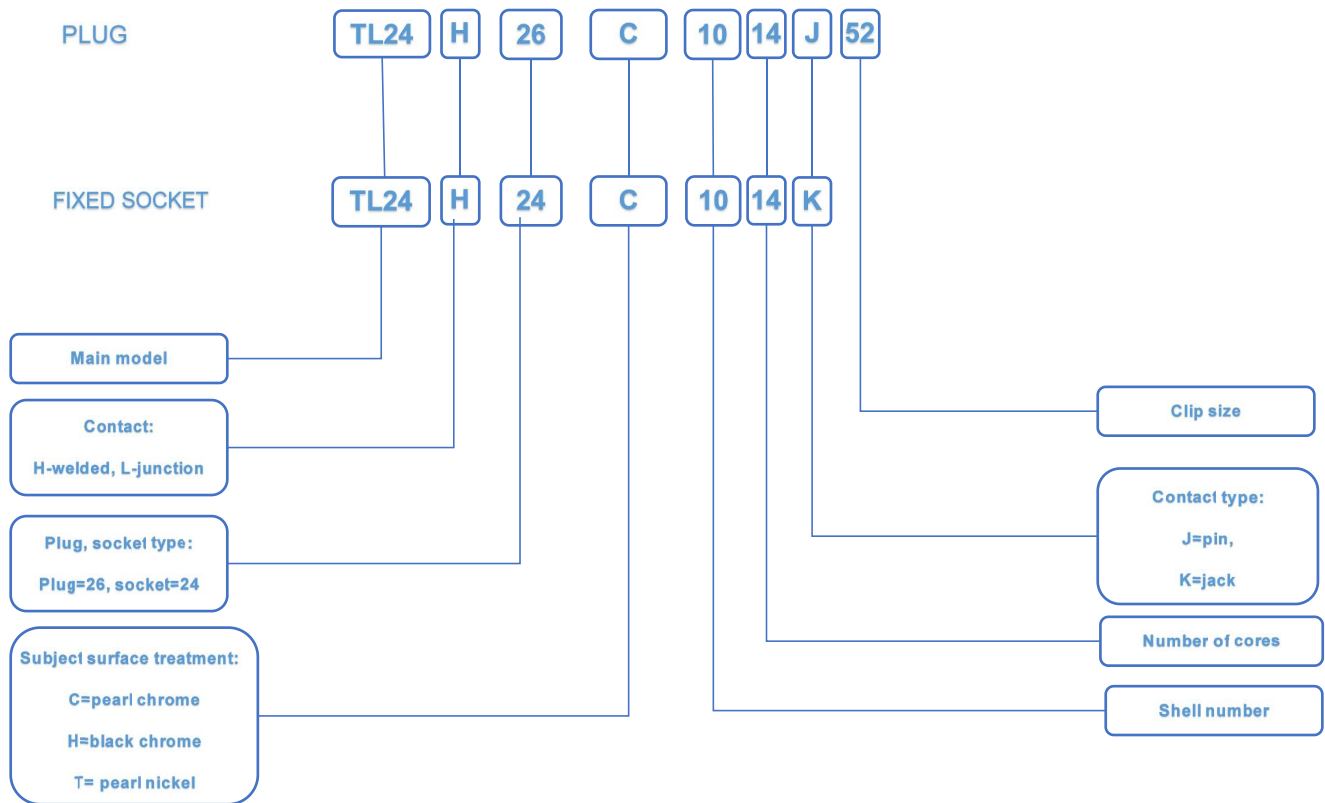 PLUG TL24 H 26 C 10 14 J 52
FIXED SOCKET TL24 H 24 C 10 14 K
Main model
Contact:
H-welded, L-junction
Plug, socket type:
Plug=26, socket=24
Subject surface treatment:
C=pearl chrome
H=black chrome
T= pearl nickel
Clip size
Contact type:
J=pin,
K=jack
Number of cores
Shell number